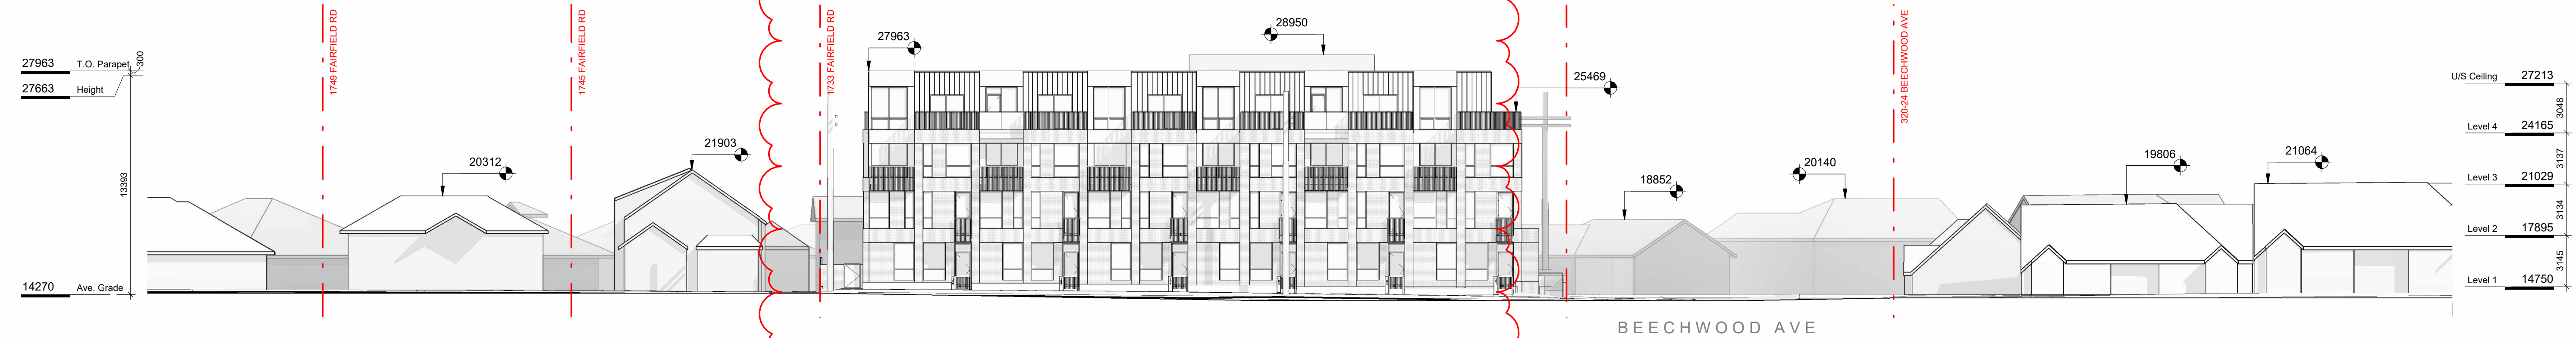 27963 T.O. Parapet
300
27663 Height
13393
14270 Ave. Grade
1749 FAIRFIELD RD
20312
1745 FAIRFIELD RD
21903
1733 FAIRFIELD RD
27963
28950
25469
18852
20140
320-24 BEECHWOOD AVE
19806
21064
BEECHWOOD AVE
U/S Ceiling 27213
3048
Level 4 24165
3137
Level 3 21029
3134
Level 2 17895
3145
Level 1 14750